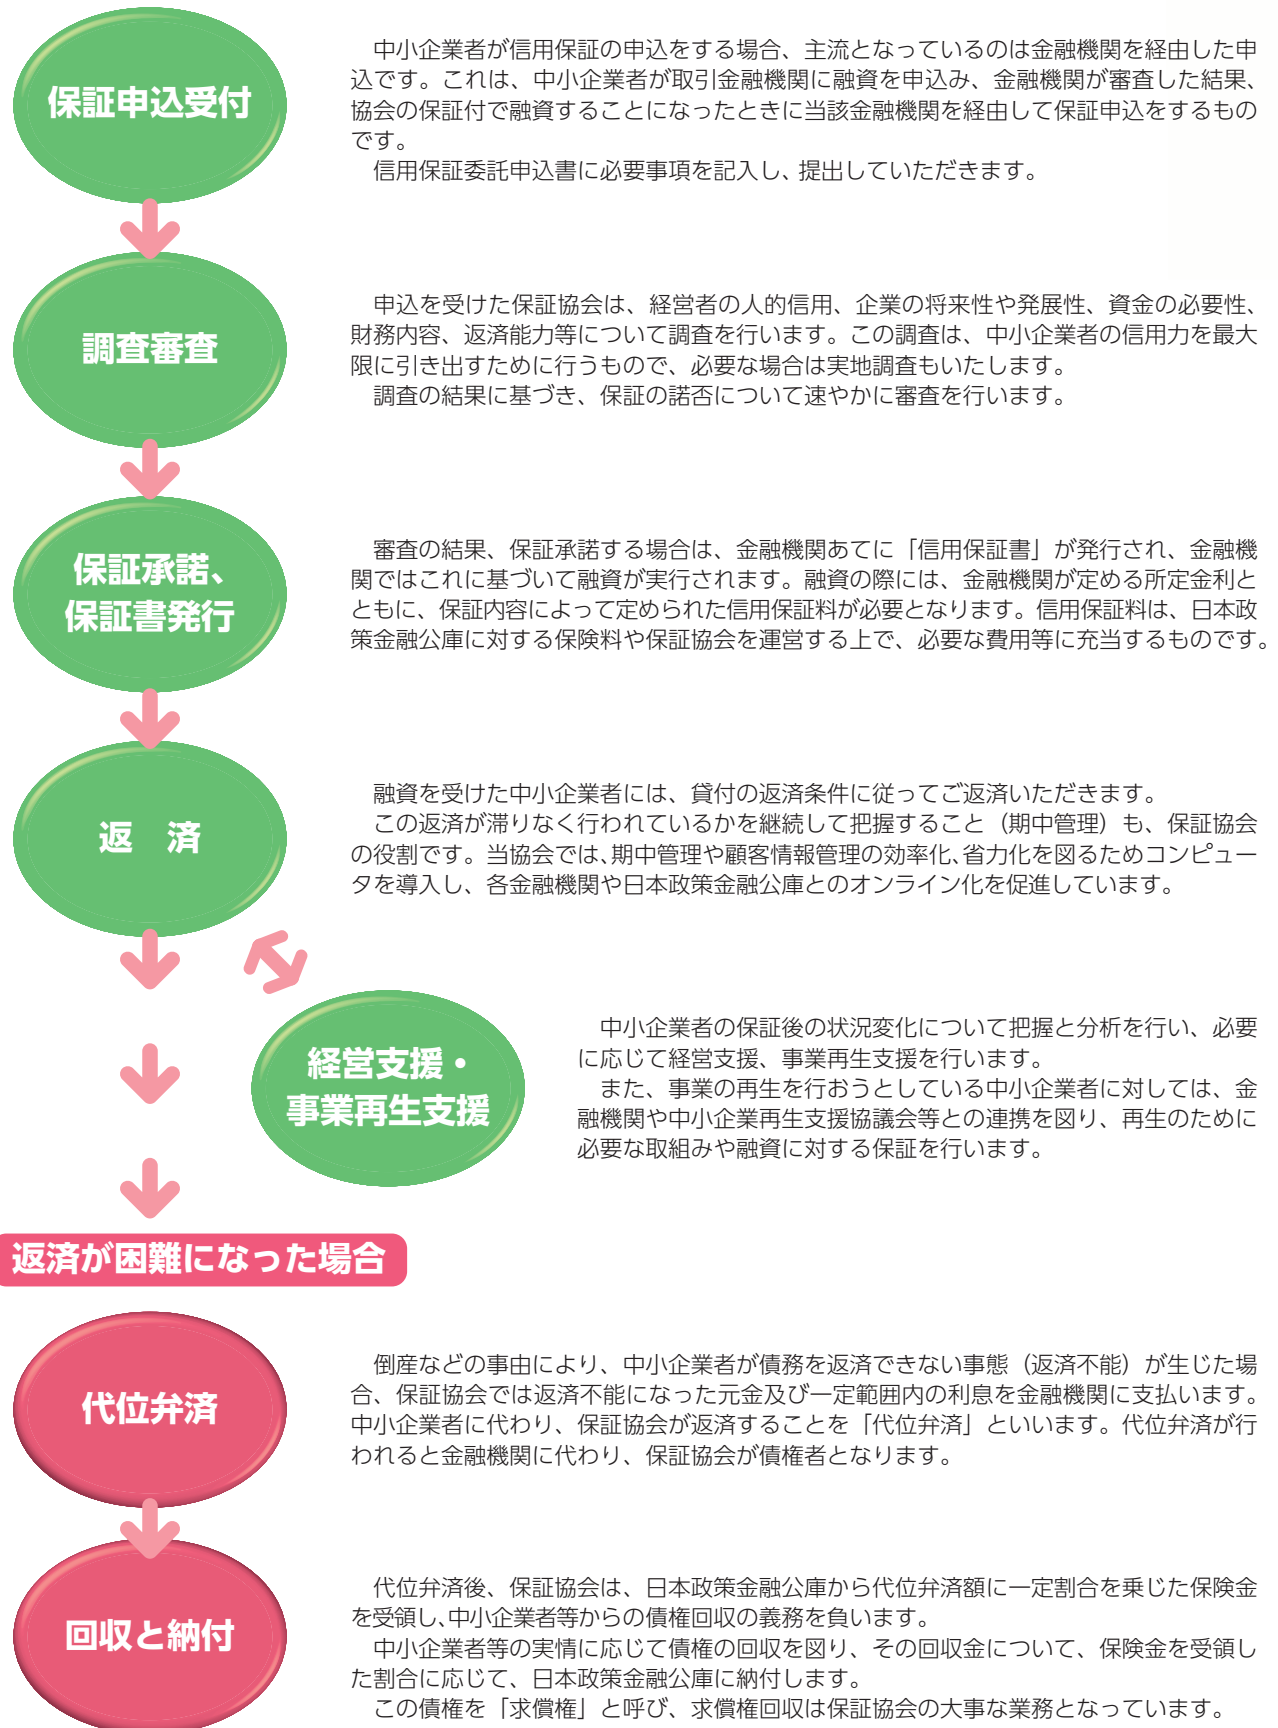 保証申込受付
　中小企業者が信用保証の申込をする場合、主流となっているのは金融機関を経由した申
込です。これは、中小企業者が取引金融機関に融資を申込み、金融機関が審査した結果、
協会の保証付で融資することになったときに当該金融機関を経由して保証申込をするもの
です。
　信用保証委託申込書に必要事項を記入し、提出していただきます。
調査審査
　申込を受けた保証協会は、経営者の人的信用、企業の将来性や発展性、資金の必要性、
財務内容、返済能力等について調査を行います。この調査は、中小企業者の信用力を最大
限に引き出すために行うもので、必要な場合は実地調査もいたします。
　調査の結果に基づき、保証の諾否について速やかに審査を行います。
保証承諾、
保証書発行
　審査の結果、保証承諾する場合は、金融機関あてに「信用保証書」が発行され、金融機
関ではこれに基づいて融資が実行されます。融資の際には、金融機関が定める所定金利と
ともに、保証内容によって定められた信用保証料が必要となります。信用保証料は、日本政
策金融公庫に対する保険料や保証協会を運営する上で、必要な費用等に充当するものです。
返　済
　融資を受けた中小企業者には、貸付の返済条件に従ってご返済いただきます。
　この返済が滞りなく行われているかを継続して把握すること（期中管理）も、保証協会
の役割です。当協会では、期中管理や顧客情報管理の効率化、省力化を図るためコンピュー
タを導入し、各金融機関や日本政策金融公庫とのオンライン化を促進しています。
経営支援・
事業再生支援
　中小企業者の保証後の状況変化について把握と分析を行い、必要
に応じて経営支援、事業再生支援を行います。
　また、事業の再生を行おうとしている中小企業者に対しては、金
融機関や中小企業再生支援協議会等との連携を図り、再生のために
必要な取組みや融資に対する保証を行います。
返済が困難になった場合
代位弁済
　倒産などの事由により、中小企業者が債務を返済できない事態（返済不能）が生じた場
合、保証協会では返済不能になった元金及び一定範囲内の利息を金融機関に支払います。
中小企業者に代わり、保証協会が返済することを「代位弁済」といいます。代位弁済が行
われると金融機関に代わり、保証協会が債権者となります。
回収と納付
　代位弁済後、保証協会は、日本政策金融公庫から代位弁済額に一定割合を乗じた保険金
を受領し、中小企業者等からの債権回収の義務を負います。
　中小企業者等の実情に応じて債権の回収を図り、その回収金について、保険金を受領し
た割合に応じて、日本政策金融公庫に納付します。
　この債権を「求償権」と呼び、求償権回収は保証協会の大事な業務となっています。